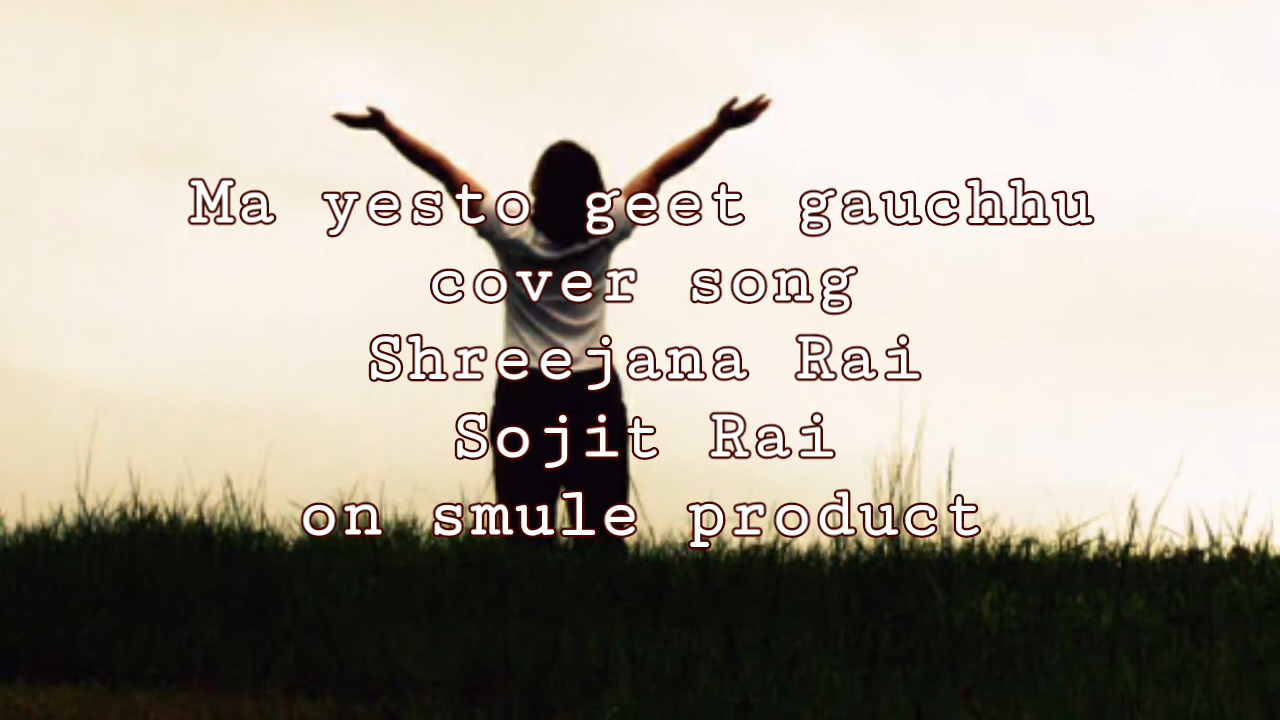 Ma yesto geet gauchhu
cover song
Shreejana Rai
Sojit Rai
on smule product